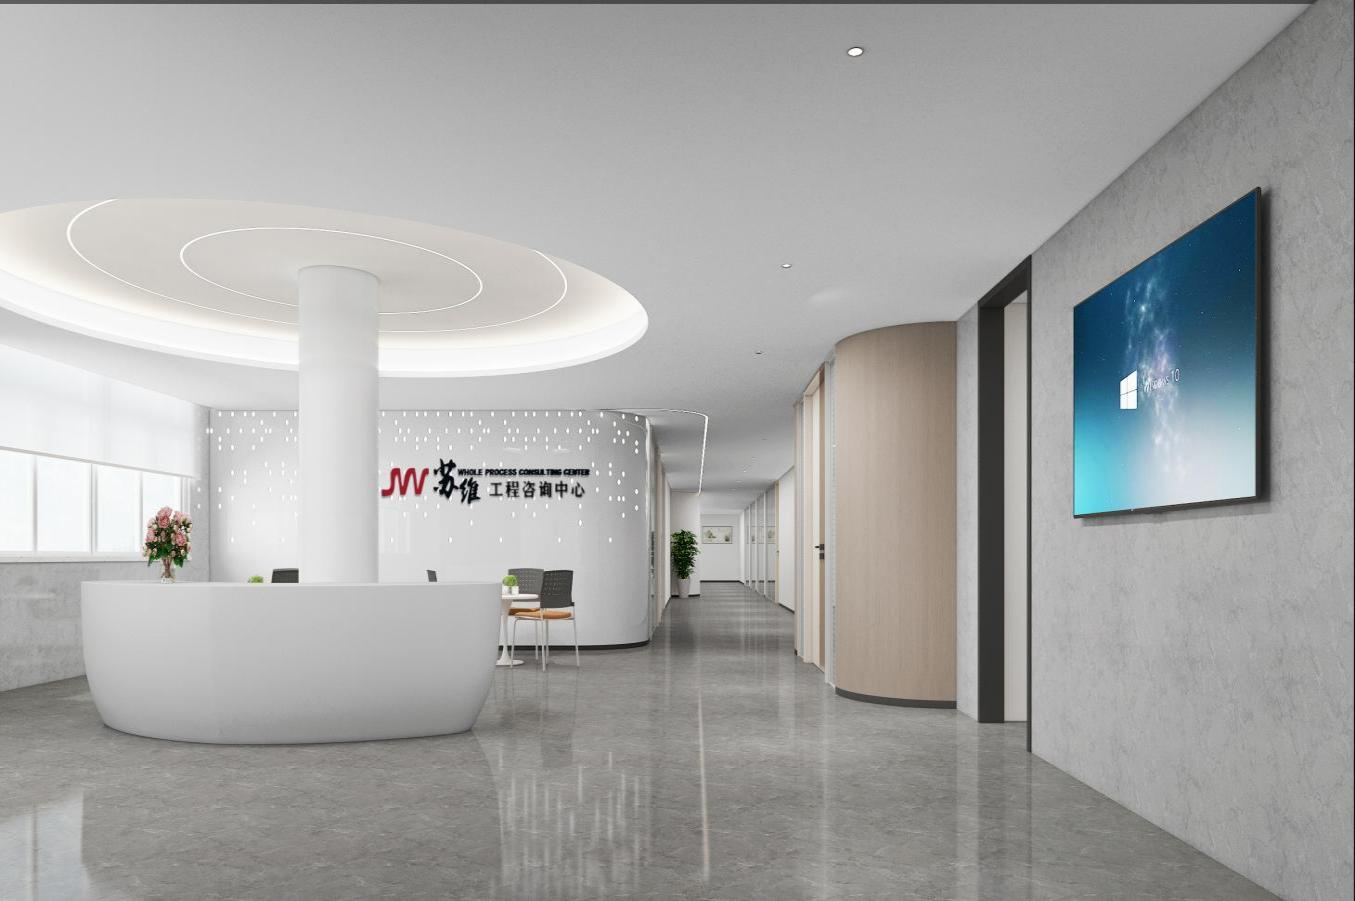 JW 苏维 WHOLE PROCESS CONSULTING CENTER
工程咨询中心
Windows 10